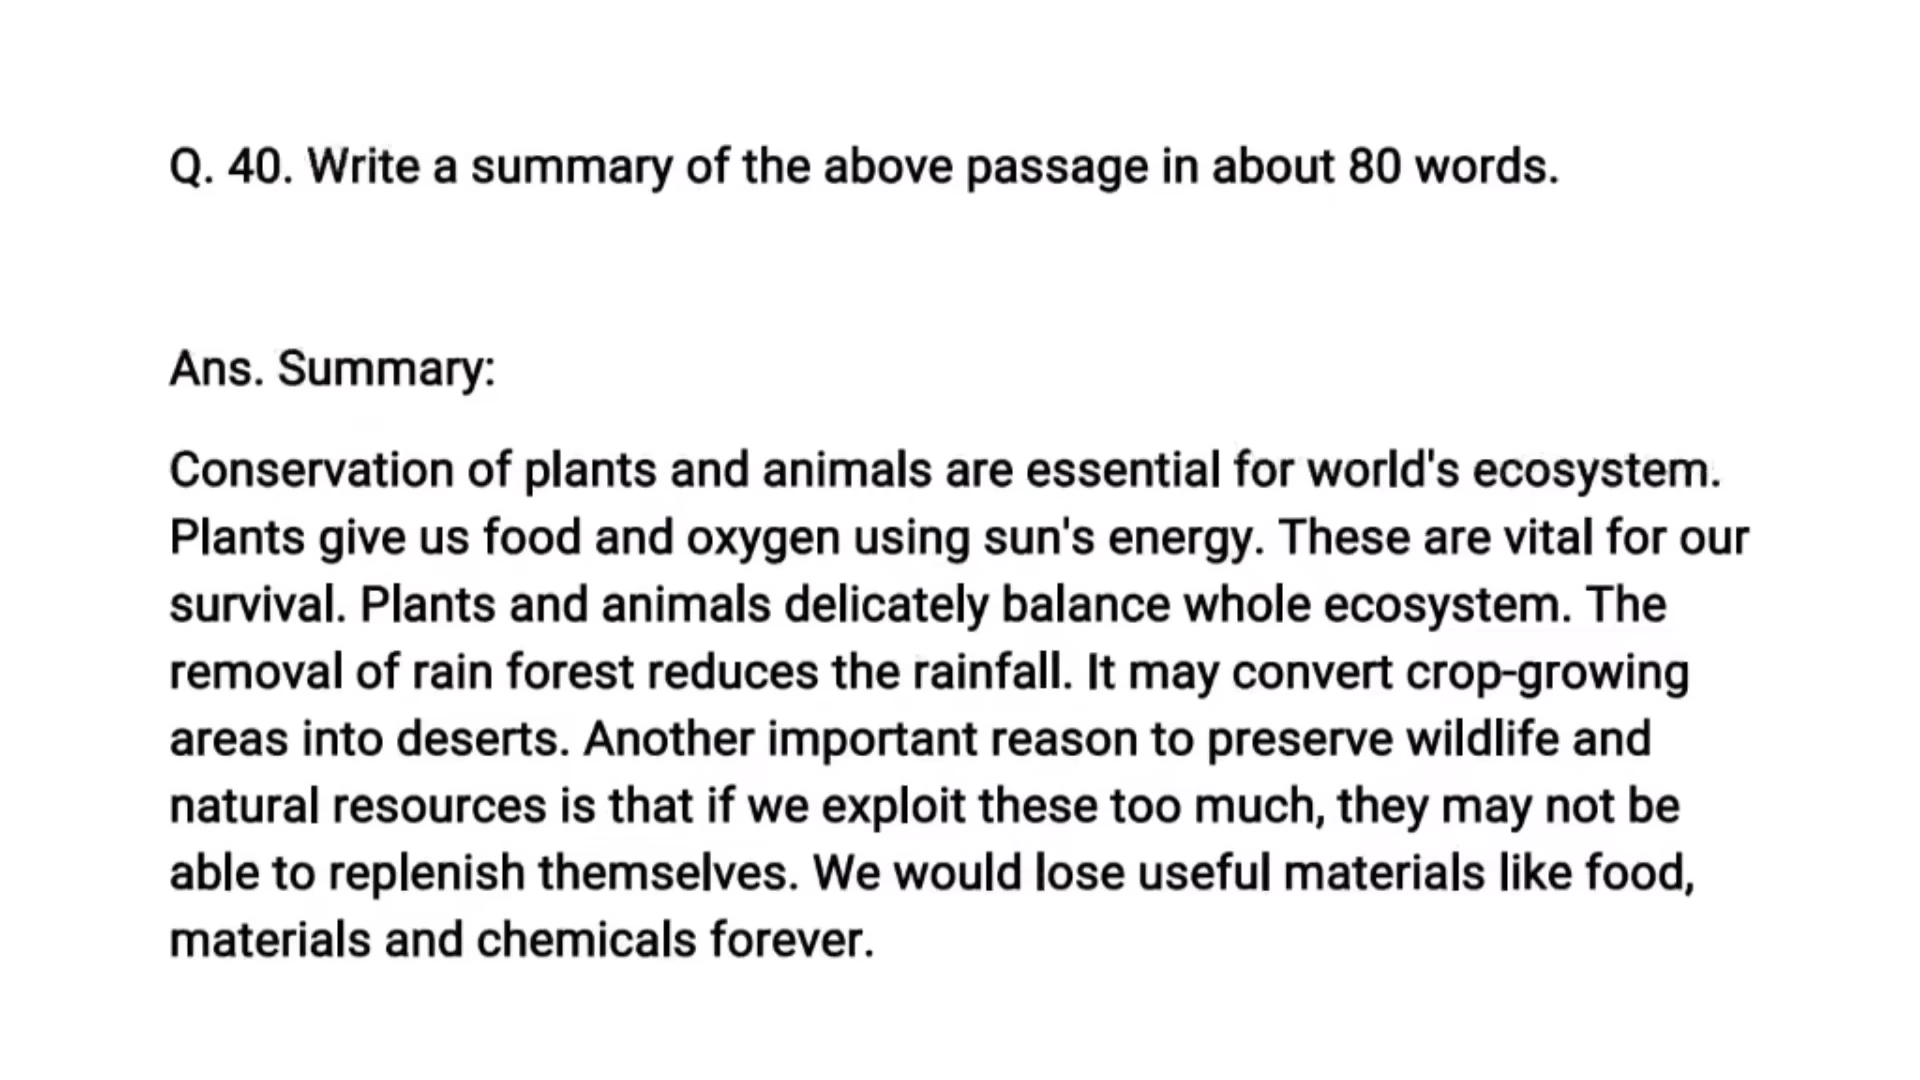 Q. 40. Write a summary of the above passage in about 80 words.
Ans. Summary:
Conservation of plants and animals are essential for world's ecosystem.
Plants give us food and oxygen using sun's energy. These are vital for our
survival. Plants and animals delicately balance whole ecosystem. The
removal of rain forest reduces the rainfall. It may convert crop-growing
areas into deserts. Another important reason to preserve wildlife and
natural resources is that if we exploit these too much, they may not be
able to replenish themselves. We would lose useful materials like food,
materials and chemicals forever.